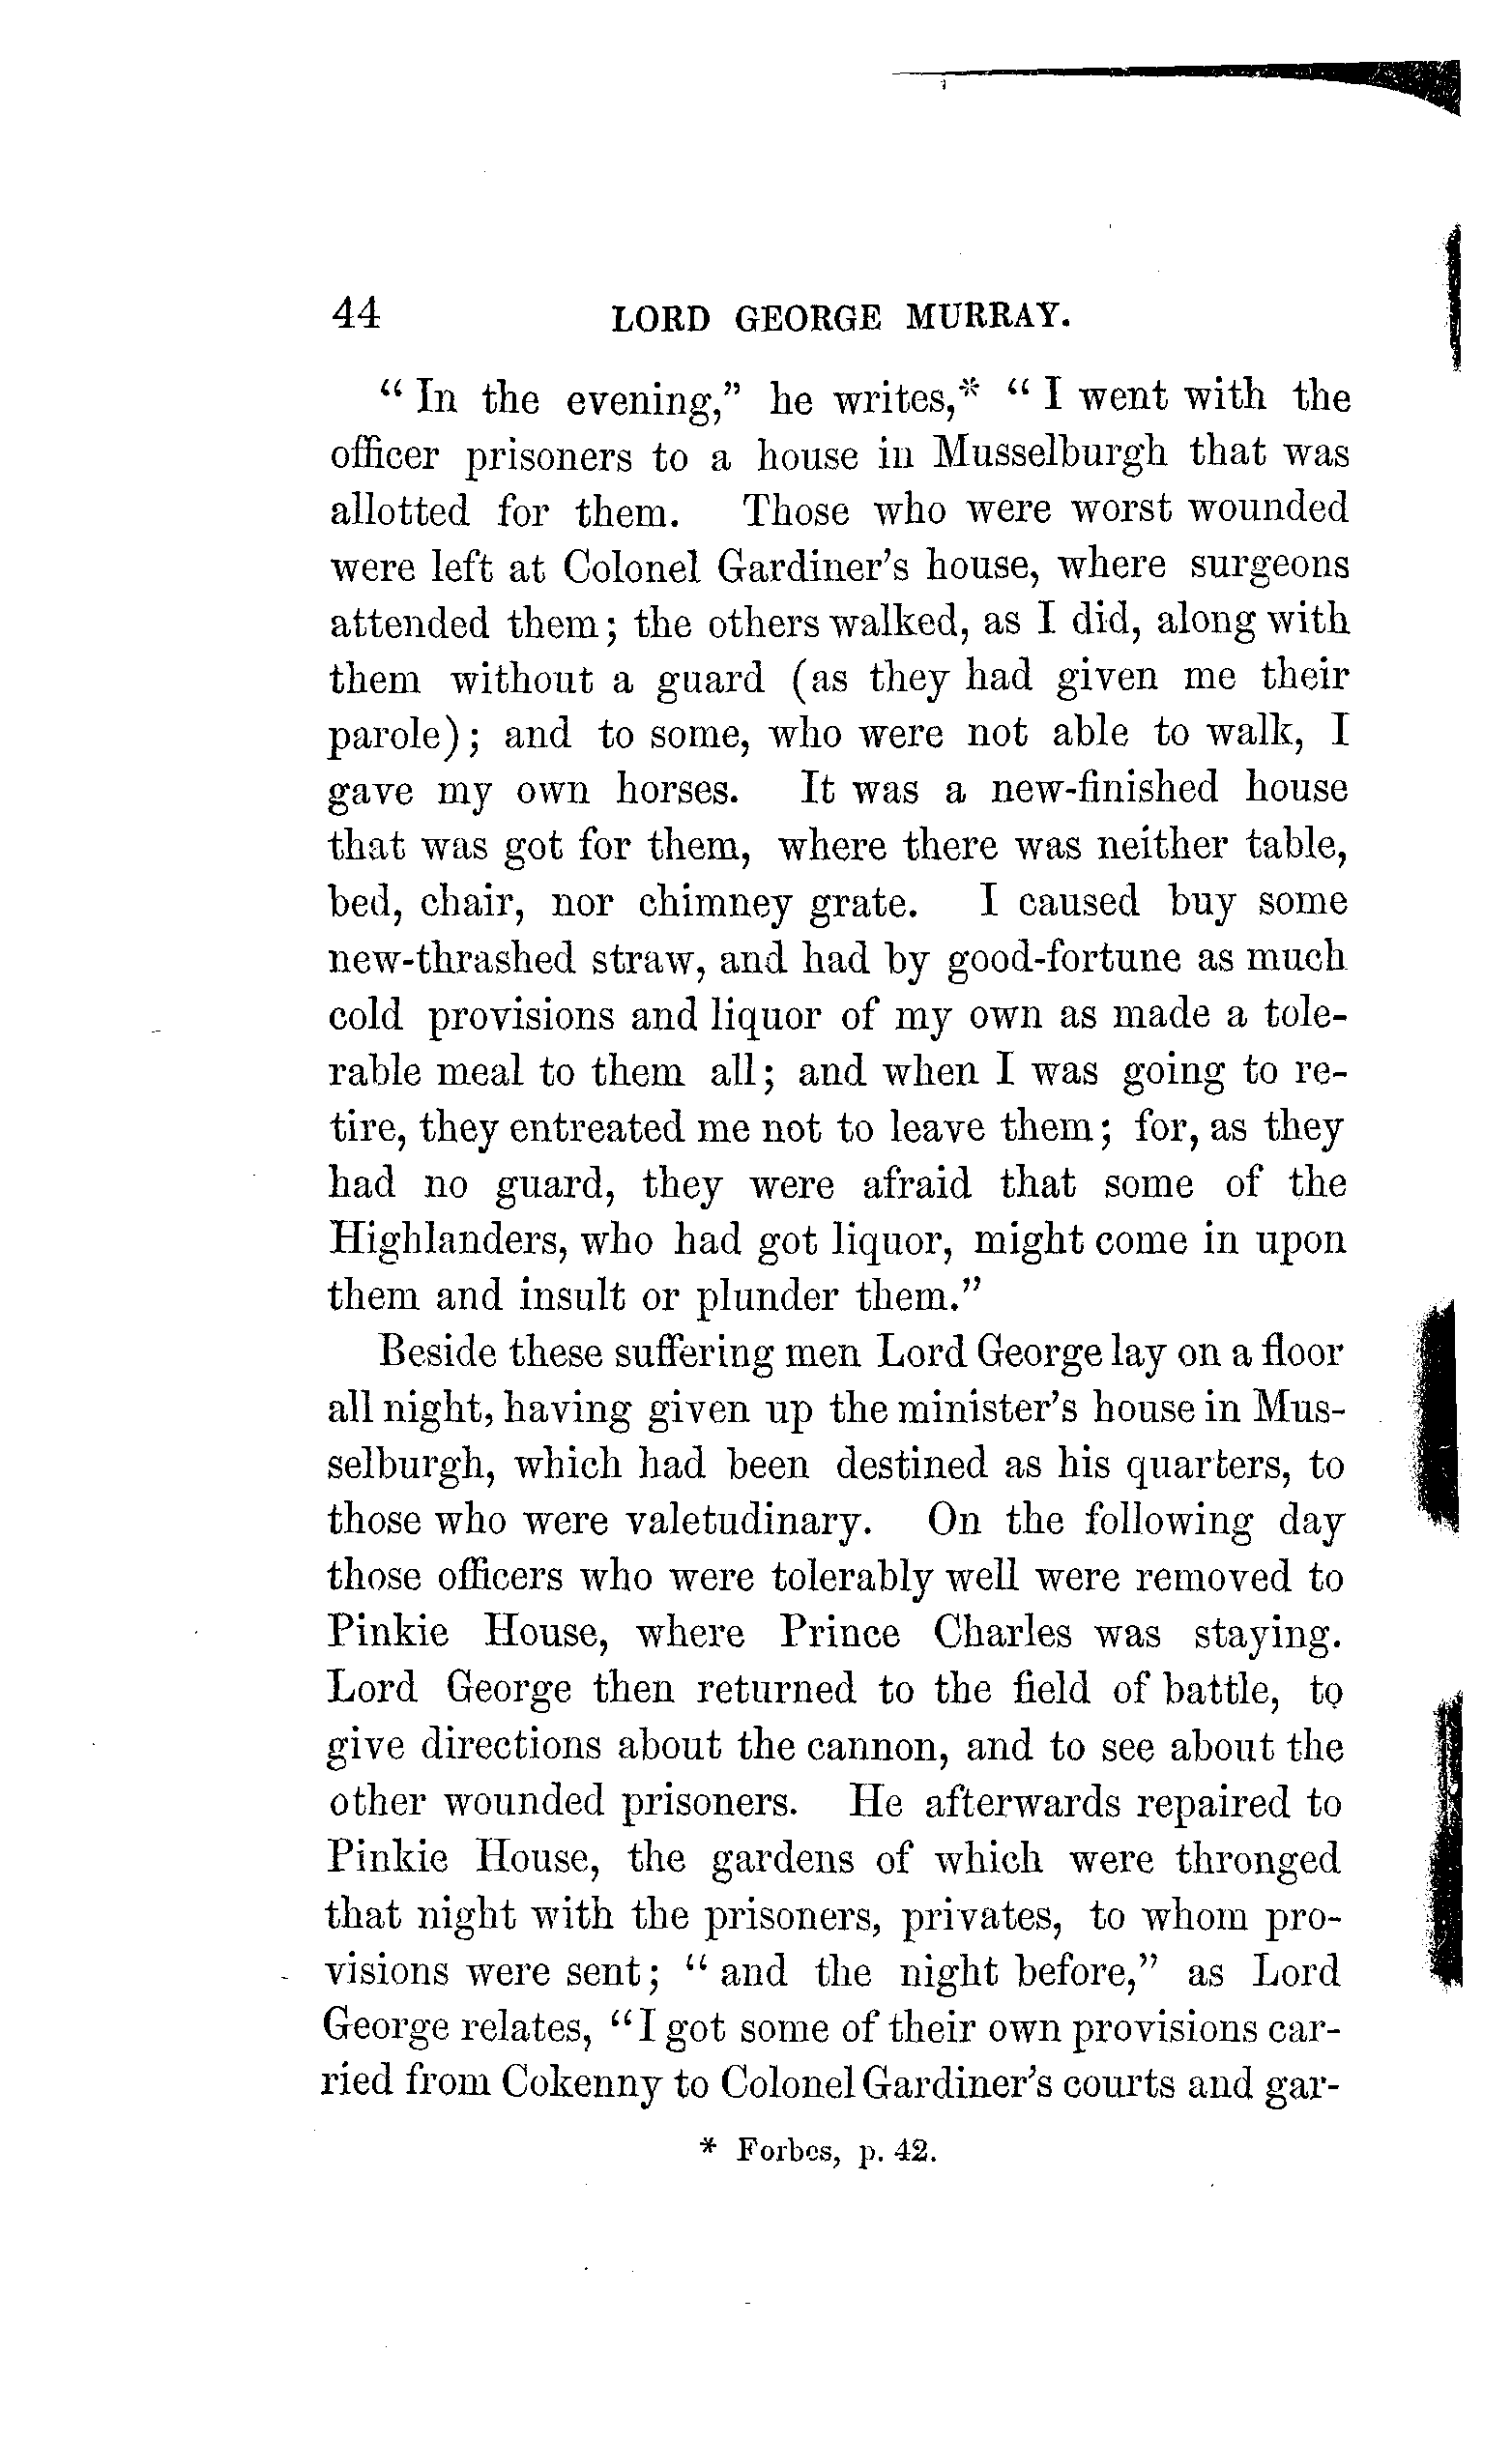 44 LORD GEORGE MURRAY.
“ In the evening,” he writes,* “ I went with the
officer prisoners to a house in Musselburgh that was
allotted for them. Those who were worst wounded
were left at Colonel Gardiner’s house, where surgeons
attended them; the others walked, as I did, along with
them without a guard (as they had given me their
parole); and to some, who were not able to walk, I
gave my own horses. It was a new-finished house
that was got for them, where there was neither table,
bed, chair, nor chimney grate. I caused buy some
new-thrashed straw, and had by good-fortune as much
cold provisions and liquor of my own as made a tole-
rable meal to them all; and when I was going to re-
tire, they entreated me not to leave them; for, as they
had no guard, they were afraid that some of the
Highlanders, who had got liquor, might come in upon
them and insult or plunder them.”
Beside these suffering men Lord George lay on a floor
all night, having given up the minister’s house in Mus-
selburgh, which had been destined as his quarters, to
those who were valetudinary. On the following day
those officers who were tolerably well were removed to
Pinkie House, where Prince Charles was staying.
Lord George then returned to the field of battle, to
give directions about the cannon, and to see about the
other wounded prisoners. He afterwards repaired to
Pinkie House, the gardens of which were thronged
that night with the prisoners, privates, to whom pro-
visions were sent; “ and the night before,” as Lord
George relates, “I got some of their own provisions car-
ried from Cokenny to Colonel Gardiner’s courts and gar-
* Forbes, p. 42.